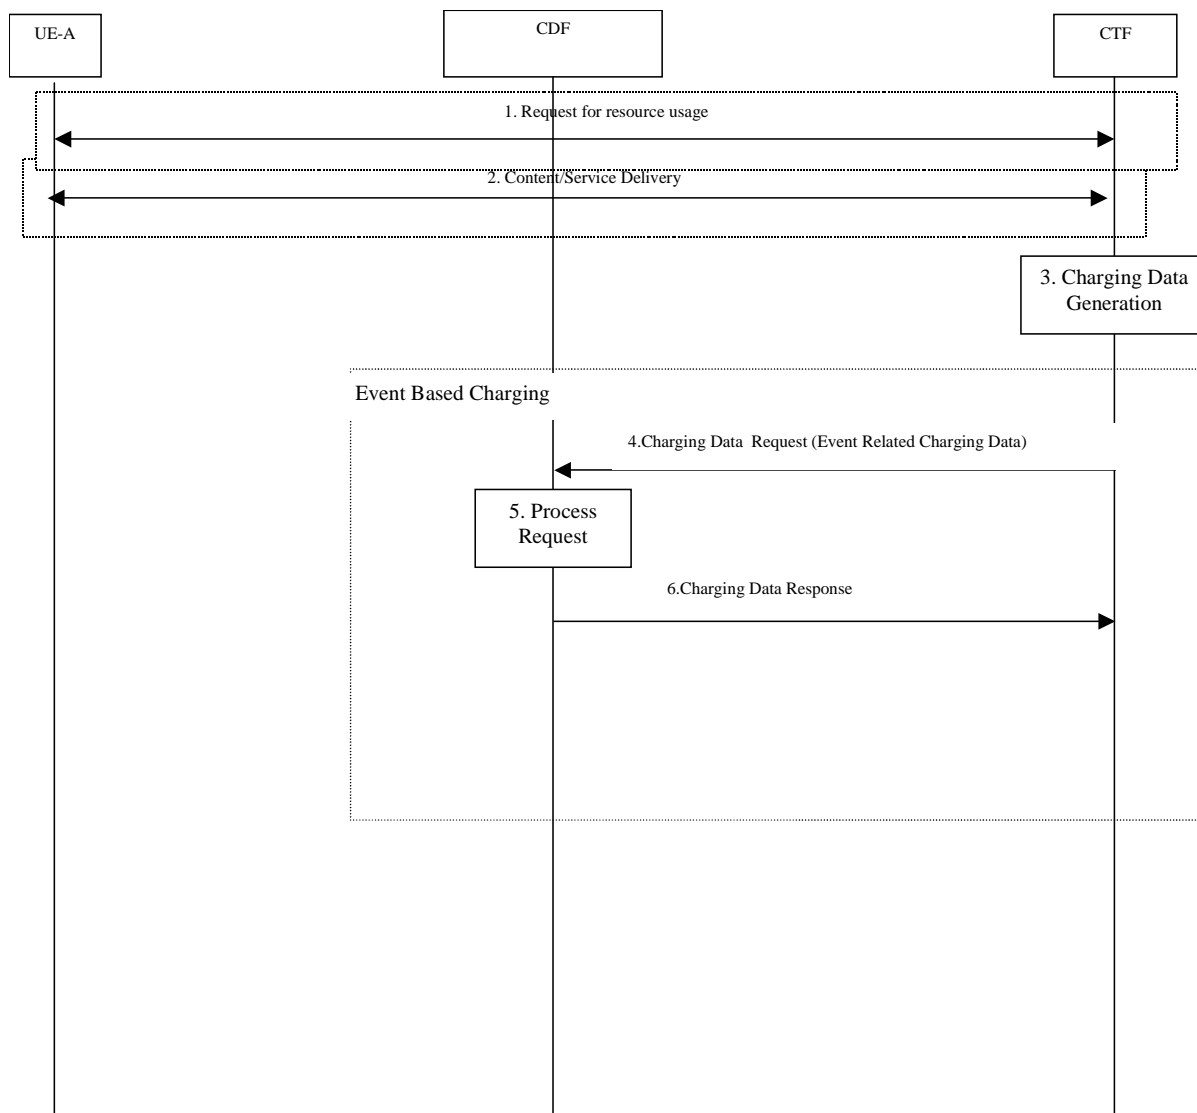 UE-A
CDF
CTF
1. Request for resource usage
2. Content/Service Delivery
3. Charging Data
Generation
Event Based Charging
4.Charging Data  Request (Event Related Charging Data)
5. Process
Request
6.Charging Data Response